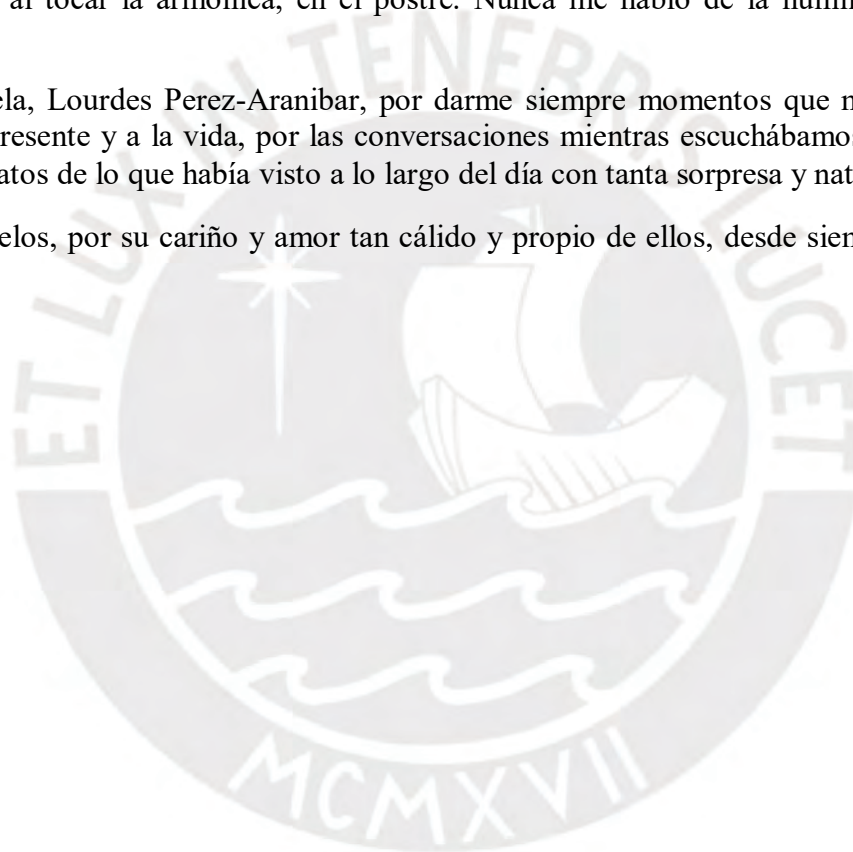 al tocar la armónica, en el postre. Nunca me habló de la
ela, Lourdes Perez-Aranibar, por darme siempre momentos que
resente y a la vida, por las conversaciones mientras escuchábamos
atos de lo que había visto a lo largo del día con tanta sorpresa y nat
elos, por su cariño y amor tan cálido y propio de ellos, desde sien
ET LUX IN TENEBRIS LUCET
MCMXVII